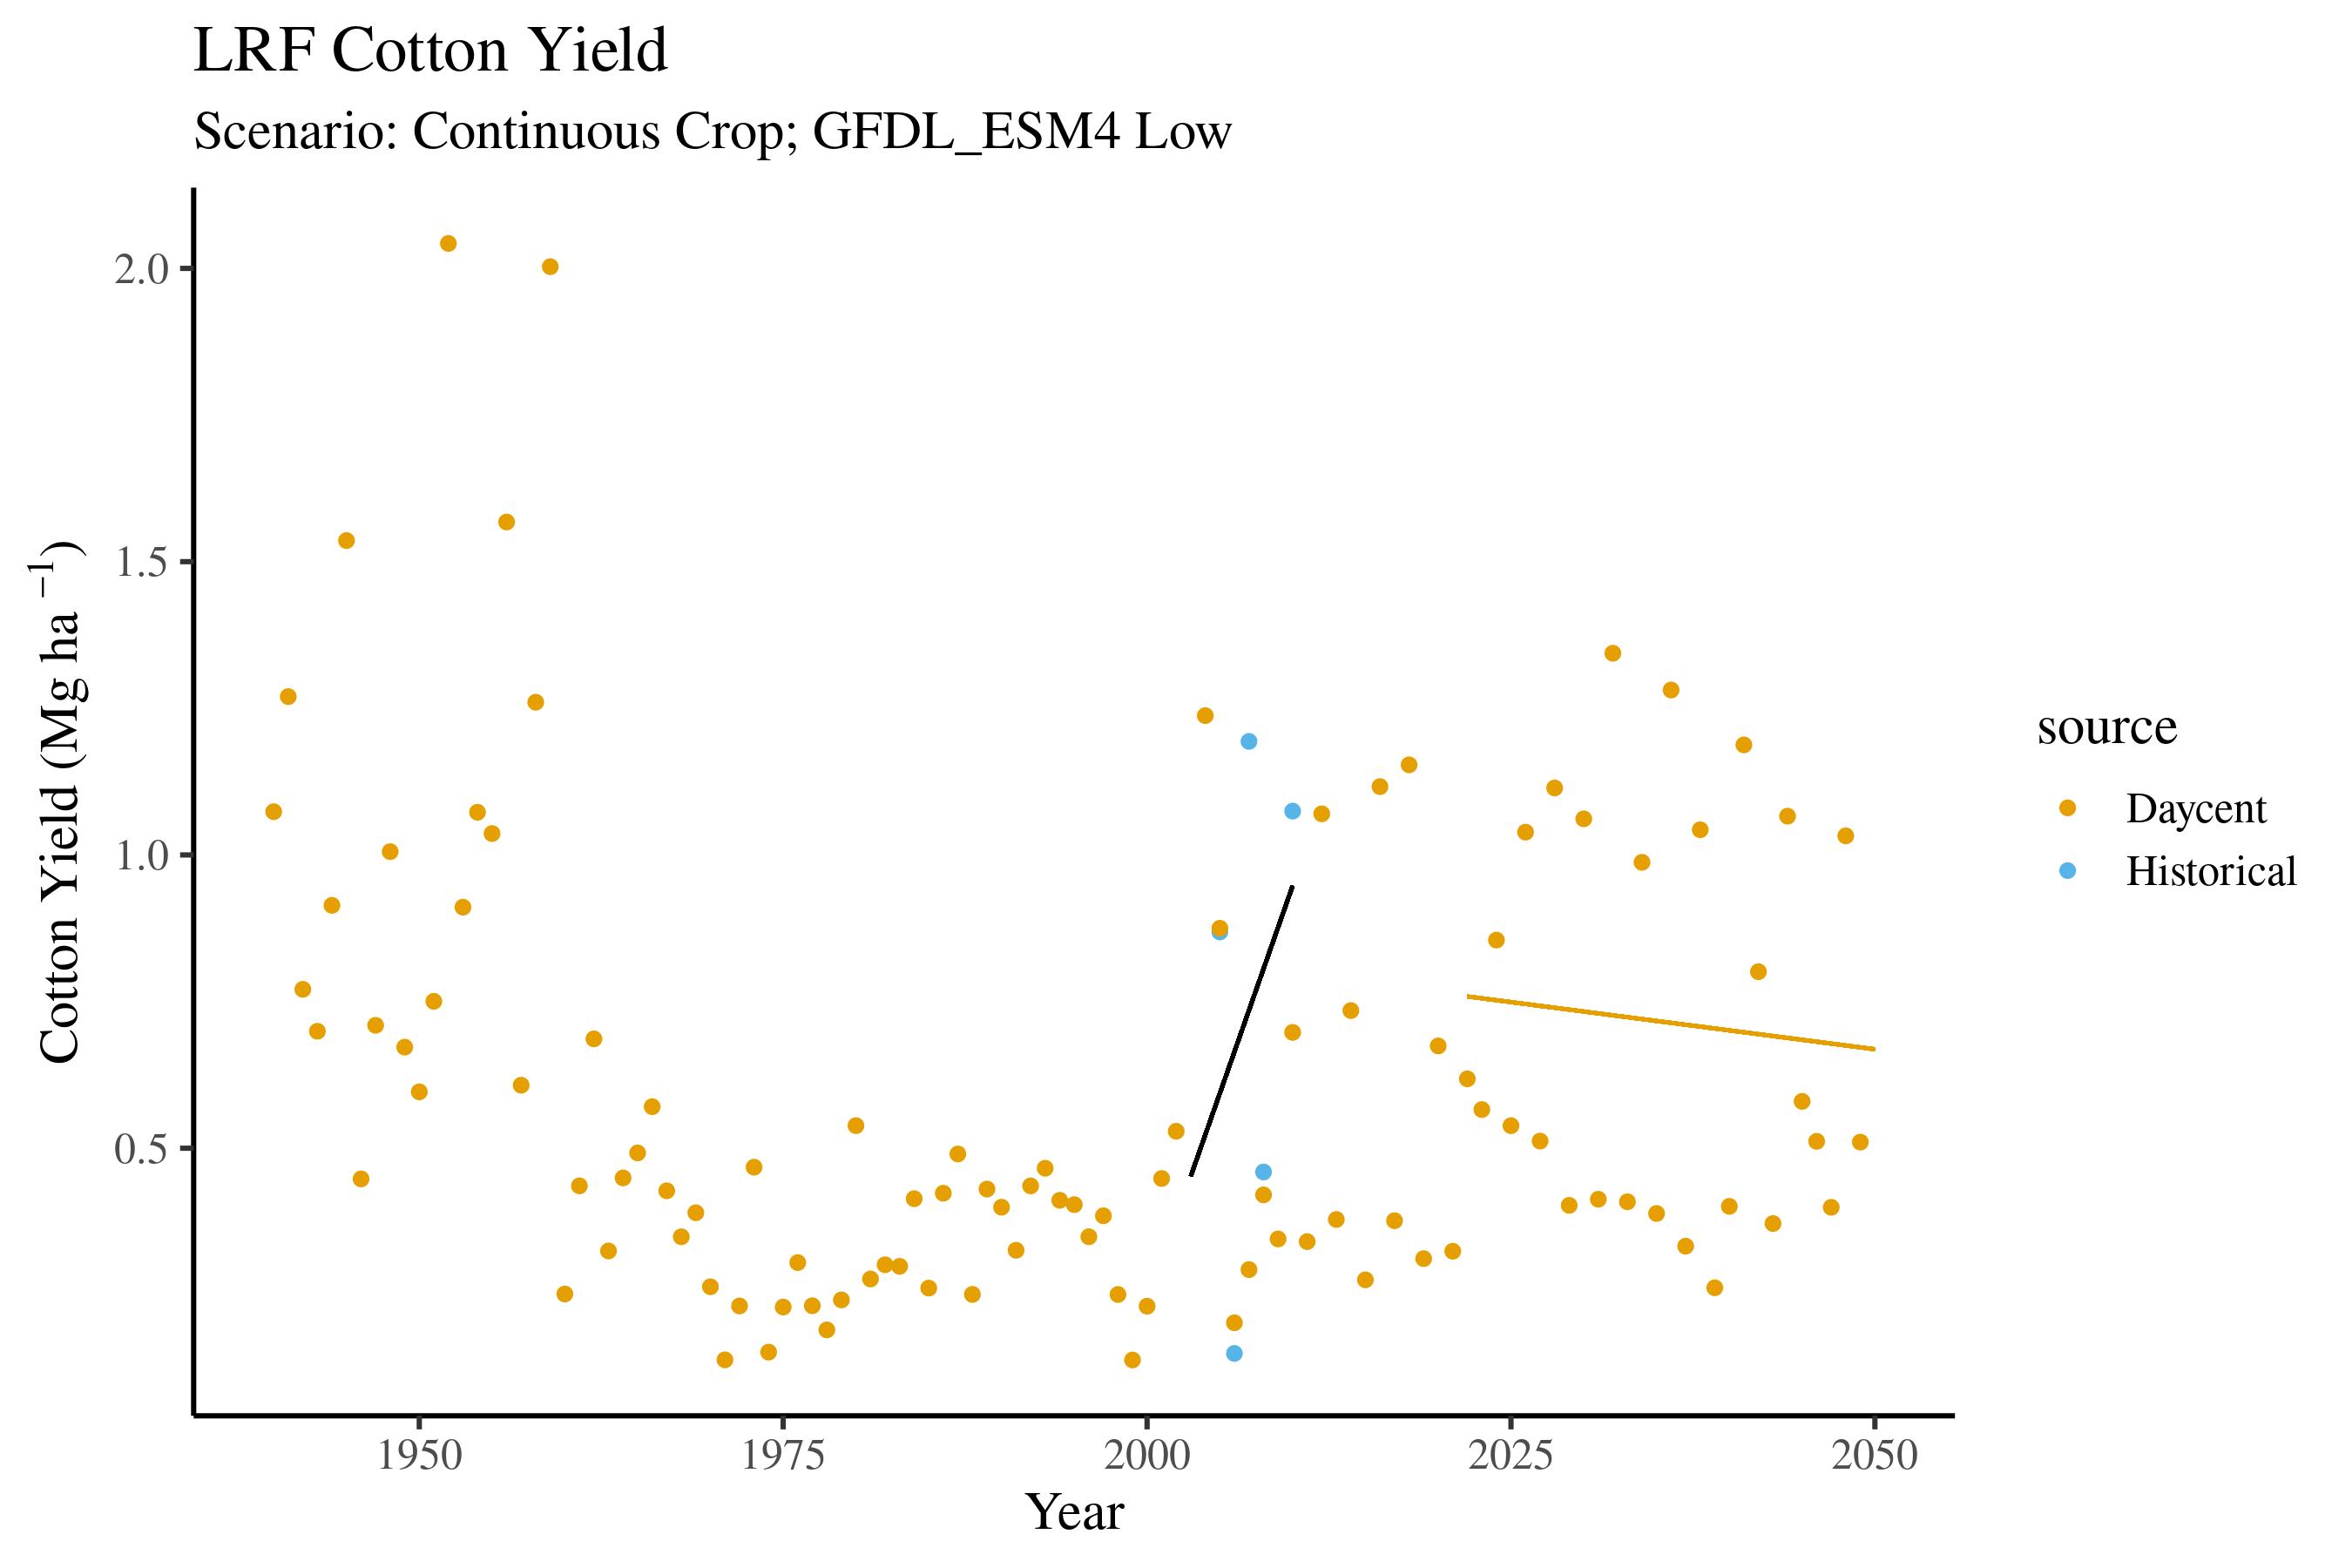 LRF Cotton Yield
Scenario: Continuous Crop; GFDL_ESM4 Low
Cotton Yield (Mg ha ⁻¹)
2.0
1.5
1.0
0.5
1950 1975 2000 2025 2050
Year
source
Daycent
Historical